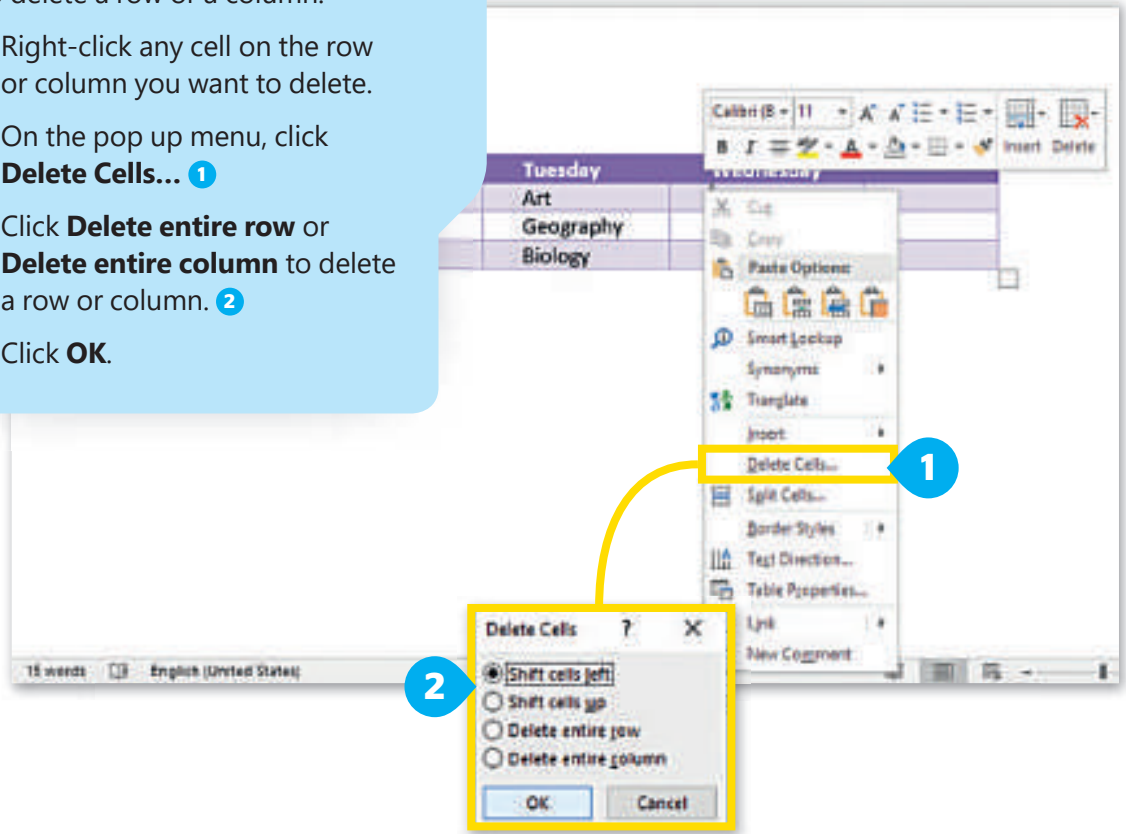 delete a row or a column.
Right-click any cell on the row
or column you want to delete.
On the pop up menu, click
Delete Cells... 1
Click Delete entire row or
Delete entire column to delete
a row or column. 2
Click OK.
Calibri (B 11
B I Insert Delete
Tuesday Wednesday
Art
Geography
Biology
Cut
Copy
Paste Options:
Smart Lookup
Synonyms
Translate
Insert
Delete Cells... 1
Split Cells...
Border Styles
Text Direction...
Table Properties...
Link
New Comment
Delete Cells ? X
2
Shift cells left
Shift cells up
Delete entire row
Delete entire column
OK Cancel
15 words English (United States)